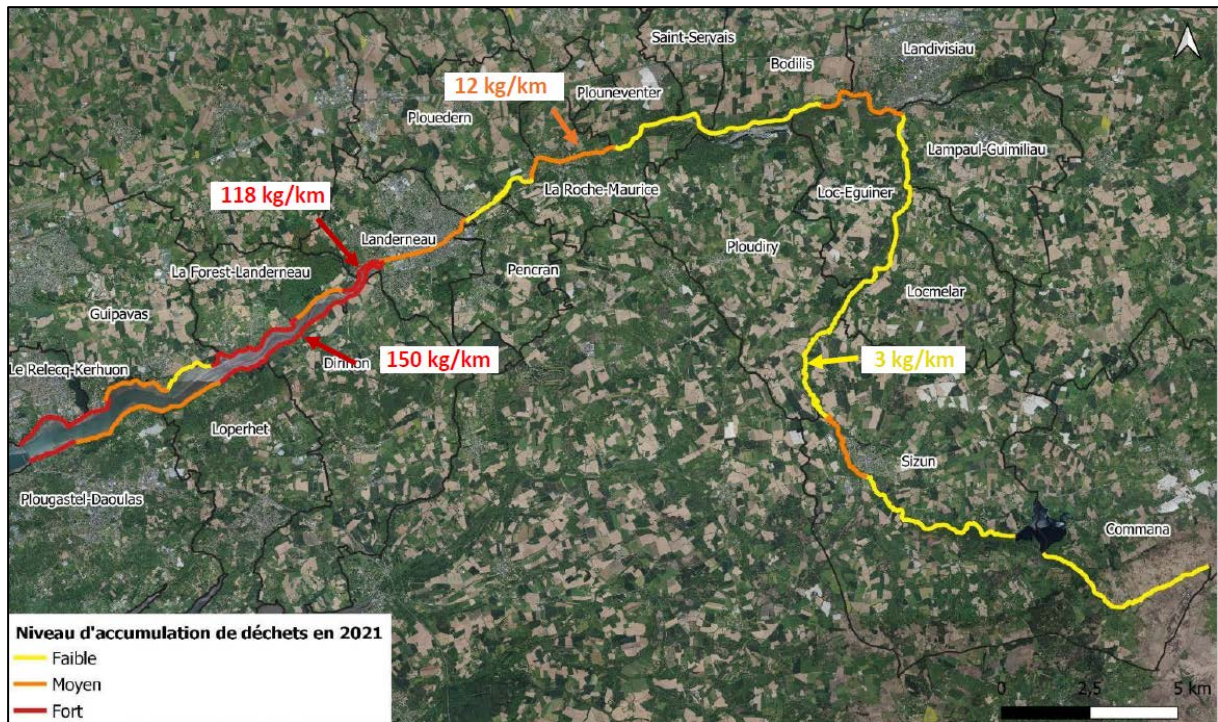 Saint-Servais
Landivisiau
Bodilis
12 kg/km
Plouneventer
Plouedern
Lampaul-Guimiliau
La Roche-Maurice
118 kg/km
Loc-Eguiner
Landerneau
Ploudiry
La Forest-Landerneau
Pencran
Locmelar
Guipavas
Le Relecq-Kerhuon
150 kg/km
Dirinon
3 kg/km
Loperhet
Sizun
Plougastel-Daoulas
Commana
Niveau d'accumulation de déchets en 2021
Faible
Moyen
Fort
0 2,5 5 km